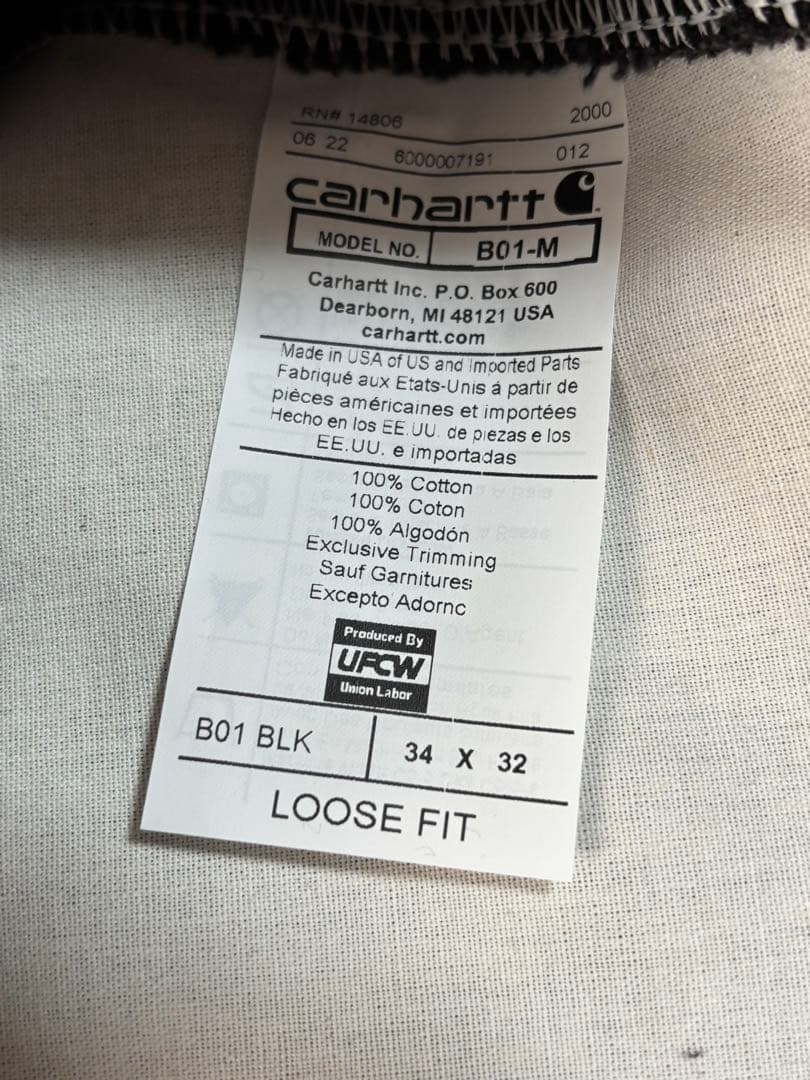 RN# 14806 2000
06 22 6000007191 012
carhartt
MODEL NO. B01-M
Carhartt Inc. P.O. Box 600
Dearborn, MI 48121 USA
carhartt.com
Made in USA of US and Imported Parts
Fabriqué aux Etats-Unis á partir de
pièces américaines et importées
Hecho en los EE.UU. de piezas e los
EE.UU. e importadas
100% Cotton
100% Coton
100% Algodón
Exclusive Trimming
Sauf Garnitures
Excepto Adorno
Produced By
UFCW
Union Labor
B01 BLK 34 X 32
LOOSE FIT